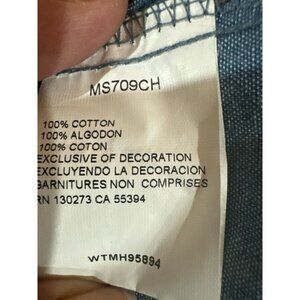 MS709CH
100% COTTON
100% ALGODON
100% COTON
EXCLUSIVE OF DECORATION
EXCLUYENDO LA DECORACION
GARNITURES NON COMPRISES
RN 130273 CA 55394
WTMH95894